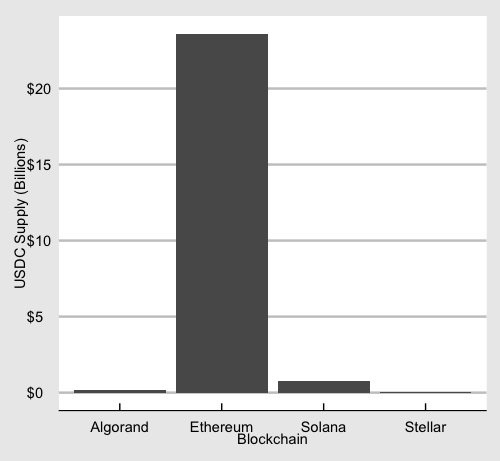 USDC Supply (Billions)
$20
$15
$10
$5
$0
Algorand Ethereum Solana Stellar
Blockchain